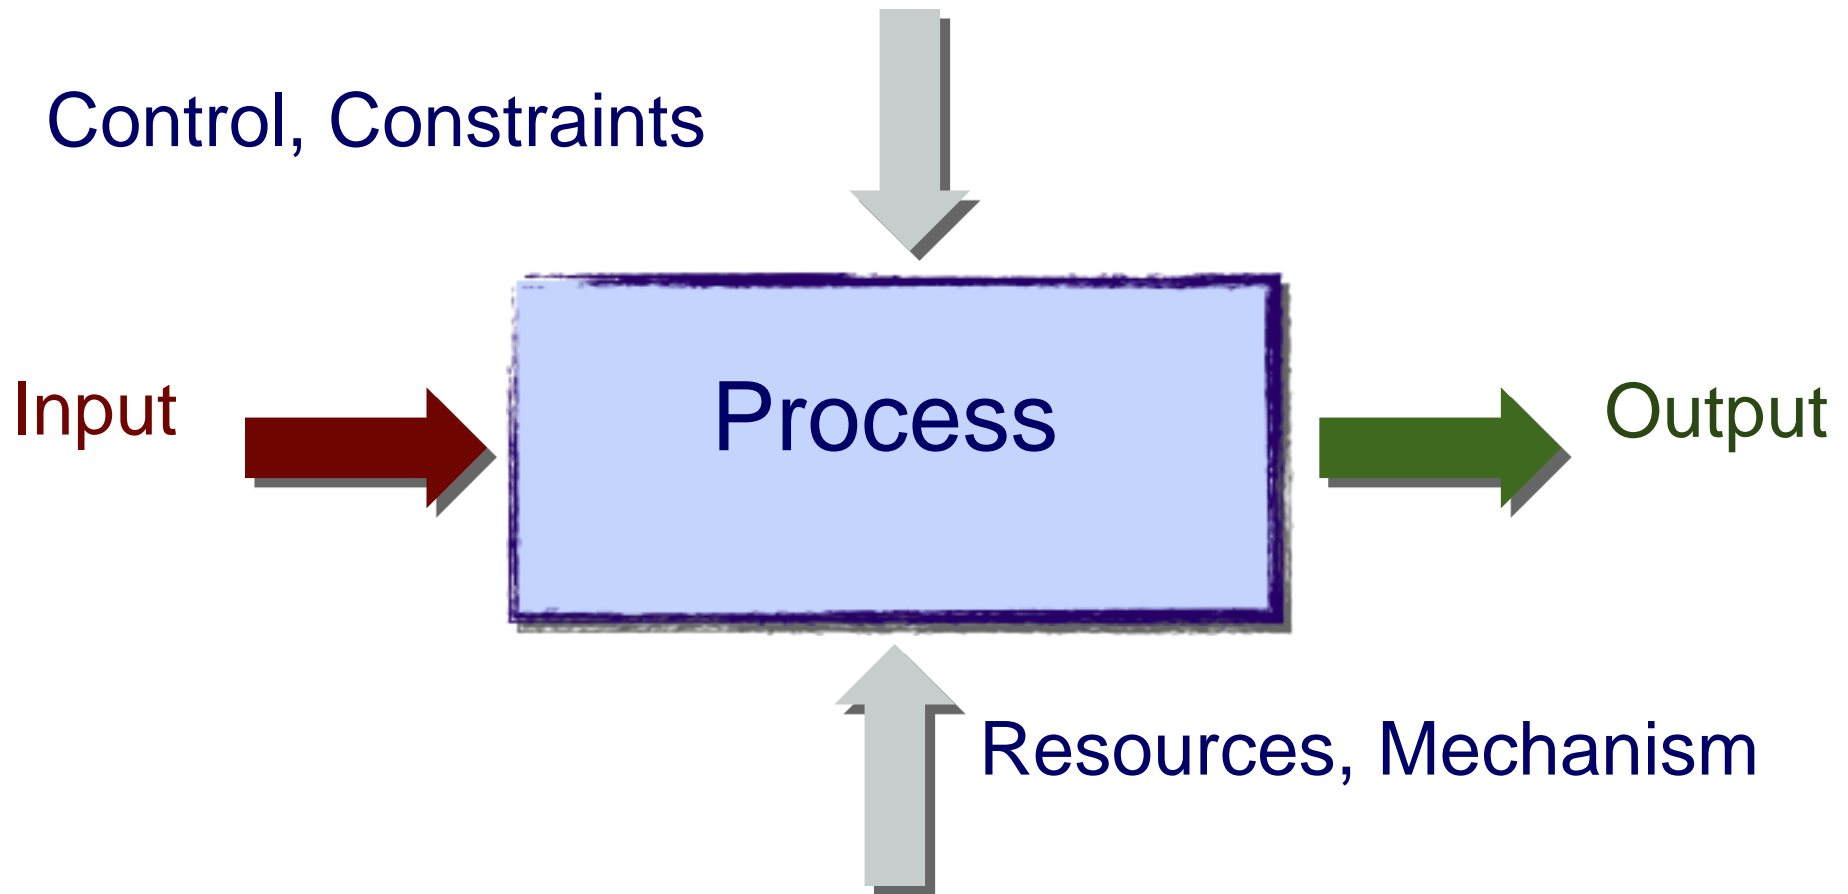 Control, Constraints
Input
Process
Output
Resources, Mechanism